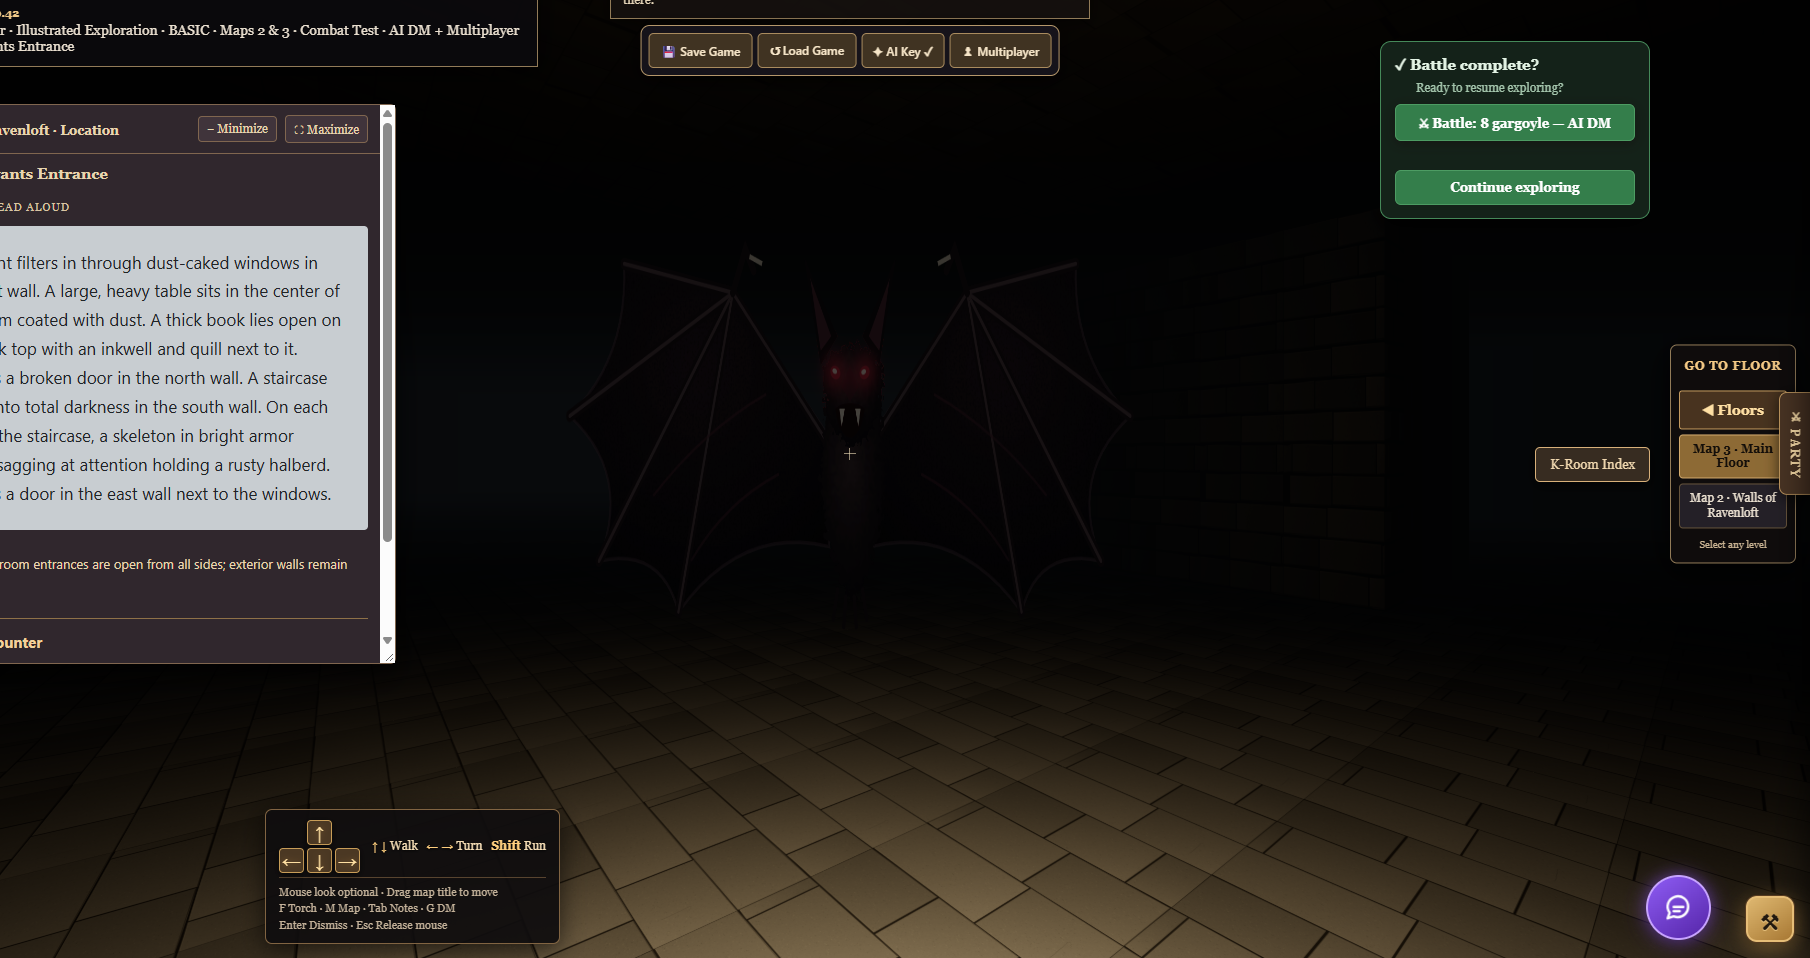 .42
r · Illustrated Exploration · BASIC · Maps 2 & 3 · Combat Test · AI DM + Multiplayer
nts Entrance
there.
💾 Save Game
↺ Load Game
✦ AI Key ✓
♟ Multiplayer
✓ Battle complete?
Ready to resume exploring?
⚔ Battle: 8 gargoyle — AI DM
Continue exploring
venloft · Location
– Minimize
⛶ Maximize
ants Entrance
EAD ALOUD
nt filters in through dust-caked windows in
t wall. A large, heavy table sits in the center of
m coated with dust. A thick book lies open on
k top with an inkwell and quill next to it.
s a broken door in the north wall. A staircase
nto total darkness in the south wall. On each
the staircase, a skeleton in bright armor
sagging at attention holding a rusty halberd.
s a door in the east wall next to the windows.
room entrances are open from all sides; exterior walls remain
ounter
GO TO FLOOR
◀ Floors
Map 3 · Main
Floor
Map 2 · Walls of
Ravenloft
Select any level
⚔ PARTY
K-Room Index
↑
← ↓ →
↑↓ Walk ←→ Turn Shift Run
Mouse look optional · Drag map title to move
F Torch · M Map · Tab Notes · G DM
Enter Dismiss · Esc Release mouse